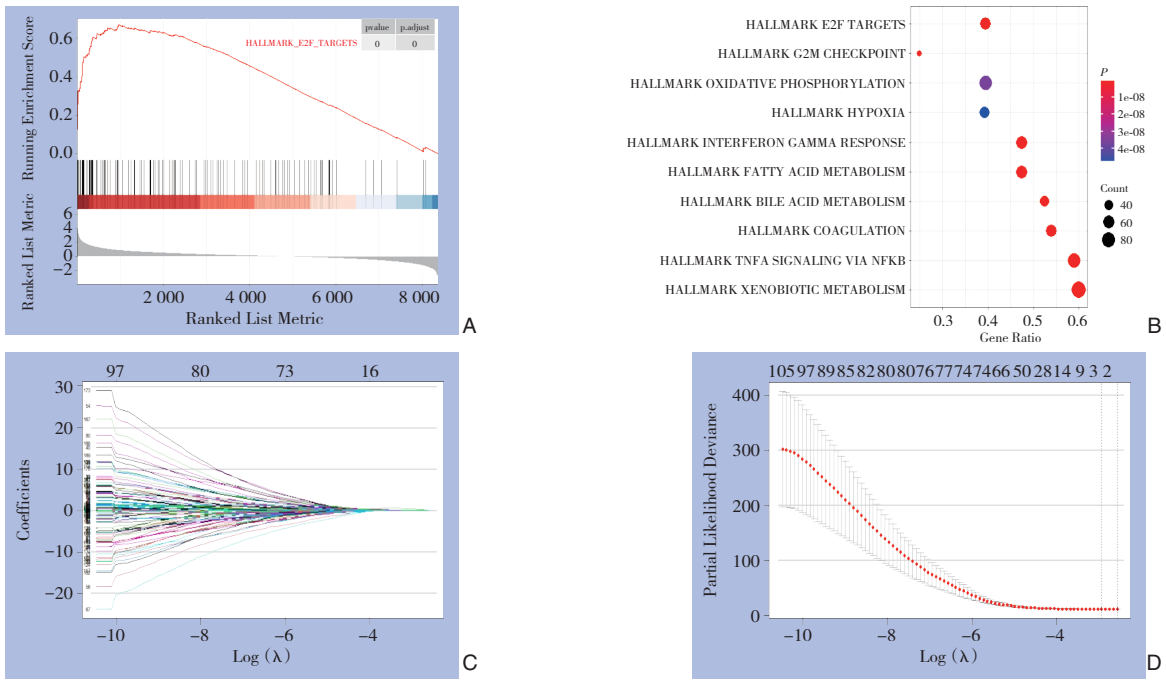 Running Enrichment Score
0.6
0.4
0.2
0.0
HALLMARK_E2F_TARGETS
pvalue p.adjust
0 0
Ranked List Metric
6
4
2
0
−2
2 000 4 000 6 000 8 000
Ranked List Metric
A
HALLMARK E2F TARGETS
HALLMARK G2M CHECKPOINT
HALLMARK OXIDATIVE PHOSPHORYLATION
HALLMARK HYPOXIA
HALLMARK INTERFERON GAMMA RESPONSE
HALLMARK FATTY ACID METABOLISM
HALLMARK BILE ACID METABOLISM
HALLMARK COAGULATION
HALLMARK TNFA SIGNALING VIA NFKB
HALLMARK XENOBIOTIC METABOLISM
0.3 0.4 0.5 0.6
Gene Ratio
P
1e-08
2e-08
3e-08
4e-08
Count
40
60
80
B
97 80 73 16
Coefficients
30
20
10
0
−10
−20
−10 −8 −6 −4
Log (λ)
C
105 97 89 85 82 80 80 76 77 74 74 66 50 28 14 9 3 2
Partial Likelihood Deviance
400
300
200
100
0
−10 −8 −6 −4
Log (λ)
D